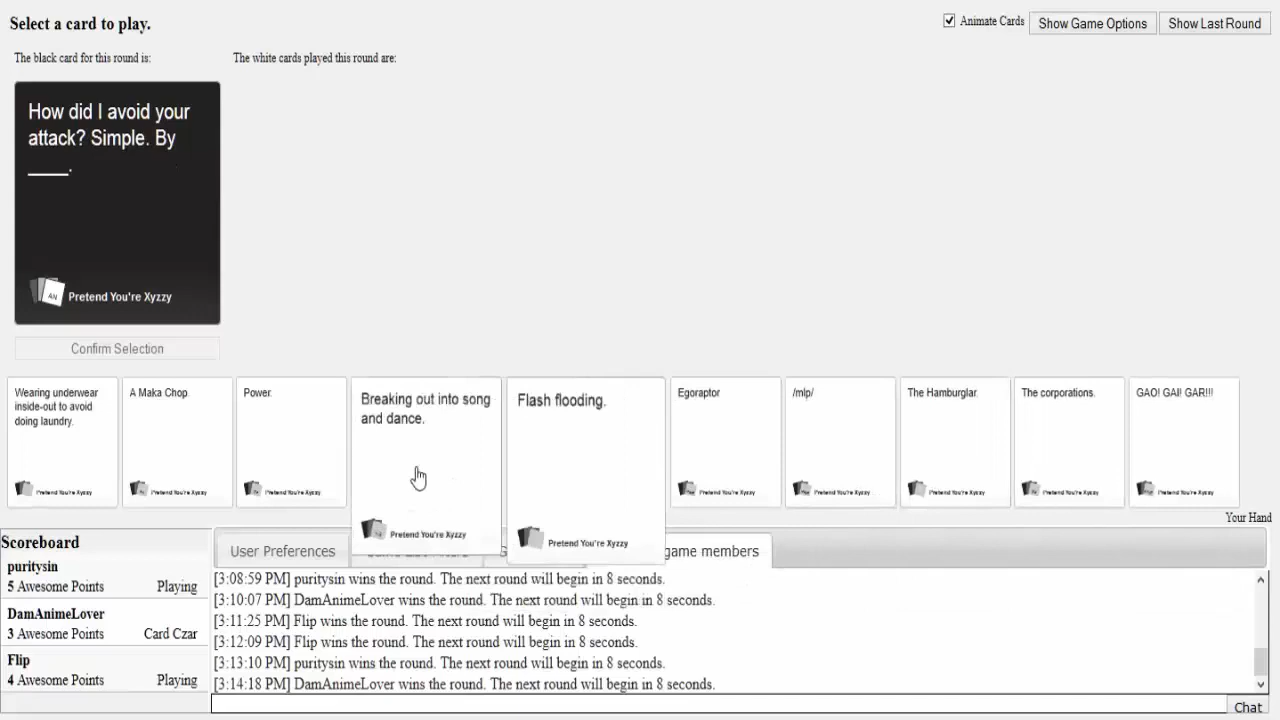 Select a card to play.
Animate Cards
Show Game Options
Show Last Round
The black card for this round is:
The white cards played this round are:
How did I avoid your
attack? Simple. By
____.
AN
Pretend You're Xyzzy
Confirm Selection
Wearing underwear
inside-out to avoid
doing laundry.
Pretend You're Xyzzy
A Maka Chop.
Pretend You're Xyzzy
Power.
Pretend You're Xyzzy
Breaking out into song
and dance.
Pretend You're Xyzzy
Flash flooding.
Pretend You're Xyzzy
Egoraptor
Pretend You're Xyzzy
/mlp/
Pretend You're Xyzzy
The Hamburglar.
Pretend You're Xyzzy
The corporations.
Pretend You're Xyzzy
GAO! GAI! GAR!!!
Pretend You're Xyzzy
Your Hand
Scoreboard
puritysin
5 Awesome Points Playing
DamAnimeLover
3 Awesome Points Card Czar
Flip
4 Awesome Points Playing
User Preferences
game members
[3:08:59 PM] puritysin wins the round. The next round will begin in 8 seconds.
[3:10:07 PM] DamAnimeLover wins the round. The next round will begin in 8 seconds.
[3:11:25 PM] Flip wins the round. The next round will begin in 8 seconds.
[3:12:09 PM] Flip wins the round. The next round will begin in 8 seconds.
[3:13:10 PM] puritysin wins the round. The next round will begin in 8 seconds.
[3:14:18 PM] DamAnimeLover wins the round. The next round will begin in 8 seconds.
Chat